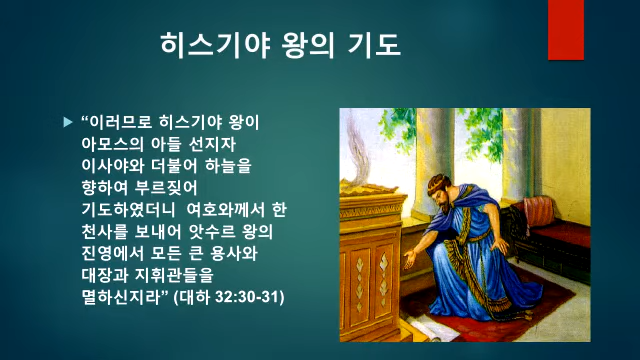 히스기야 왕의 기도
“이러므로 히스기야 왕이
아모스의 아들 선지자
이사야와 더불어 하늘을
향하여 부르짖어
기도하였더니 여호와께서 한
천사를 보내어 앗수르 왕의
진영에서 모든 큰 용사와
대장과 지휘관들을
멸하신지라” (대하 32:30-31)